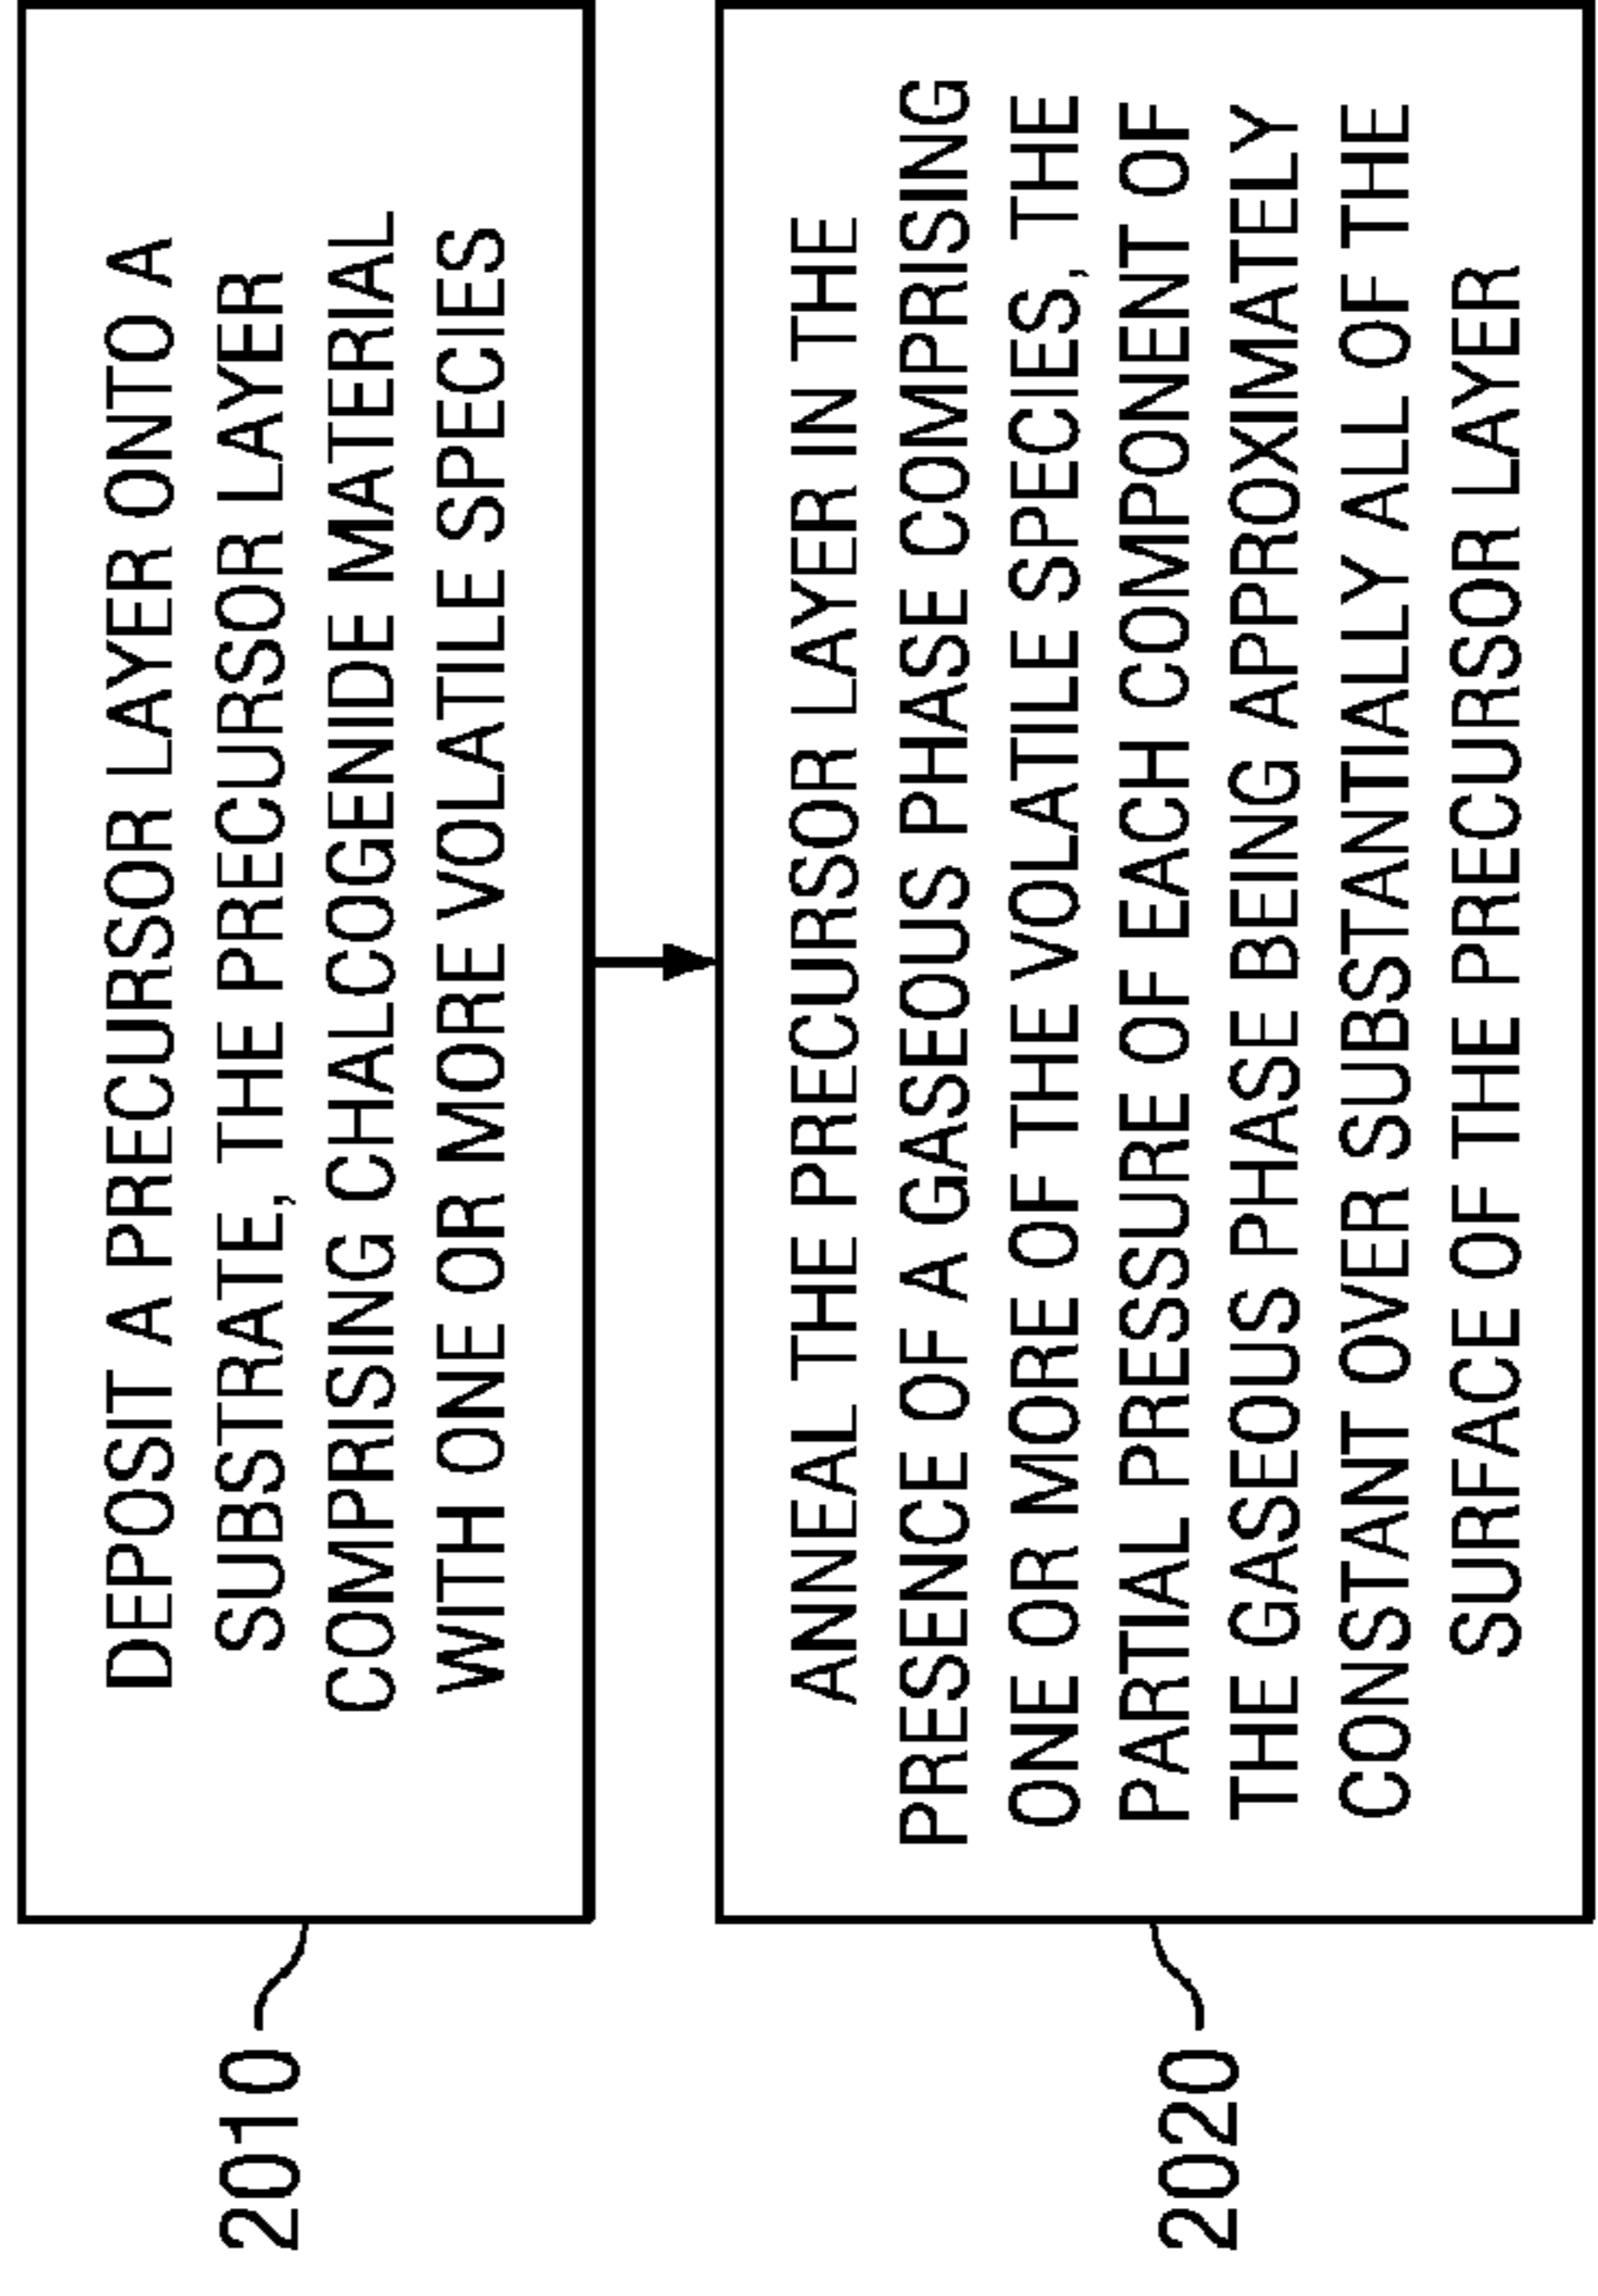 2010
DEPOSIT A PRECURSOR LAYER ONTO A
SUBSTRATE, THE PRECURSOR LAYER
COMPRISING CHALCOGENIDE MATERIAL
WITH ONE OR MORE VOLATILE SPECIES
2020
ANNEAL THE PRECURSOR LAYER IN THE
PRESENCE OF A GASEOUS PHASE COMPRISING
ONE OR MORE OF THE VOLATILE SPECIES, THE
PARTIAL PRESSURE OF EACH COMPONENT OF
THE GASEOUS PHASE BEING APPROXIMATELY
CONSTANT OVER SUBSTANTIALLY ALL OF THE
SURFACE OF THE PRECURSOR LAYER